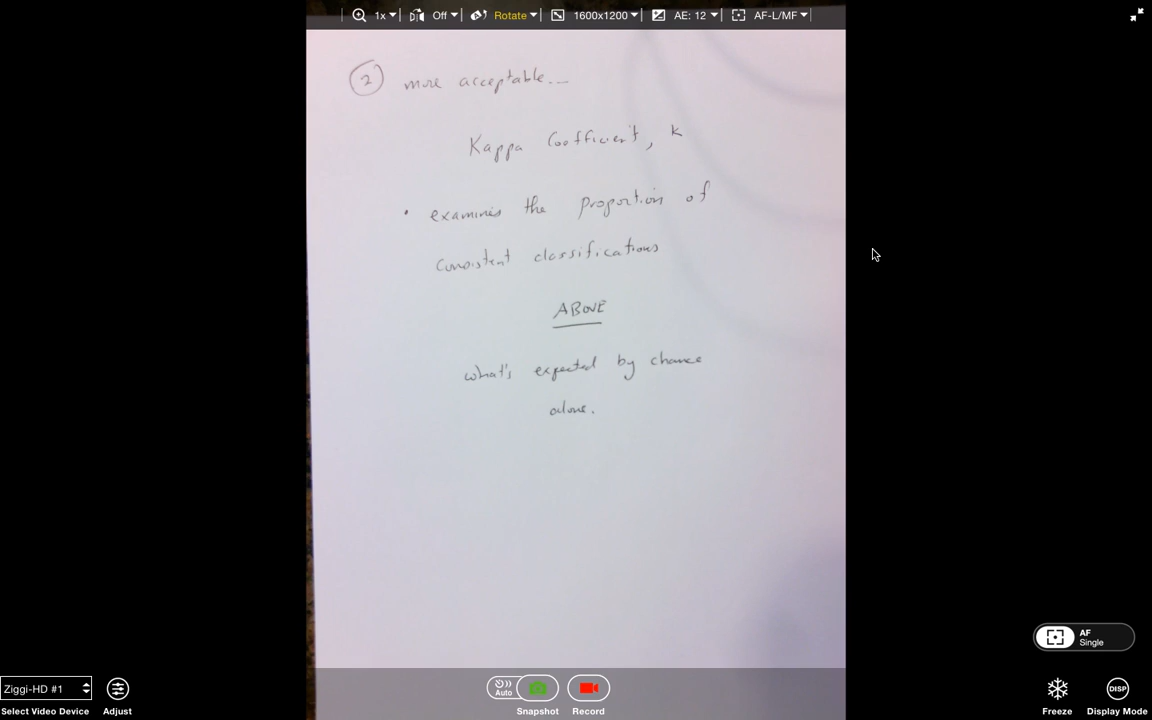 1x Off Rotate 1600x1200 AE: 12 AF-L/MF
2 more acceptable...
Kappa Coefficient, k
• examines the proportion of
consistent classifications
ABOVE
what's expected by chance
alone.
AF
Single
Ziggi-HD #1
Auto
Select Video Device Adjust Snapshot Record Freeze Display Mode
DISP